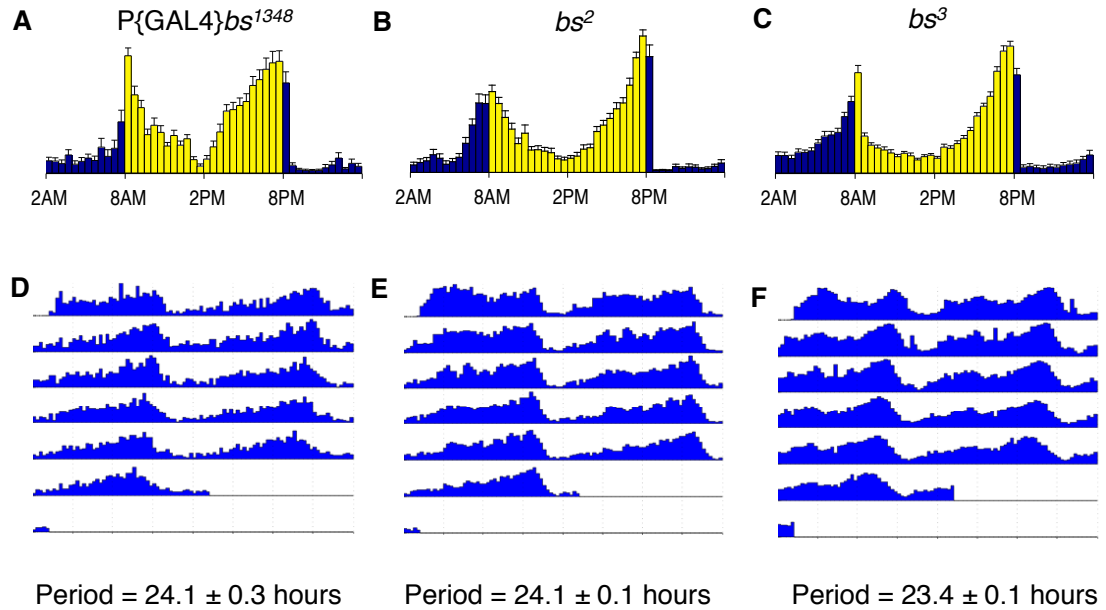 A P{GAL4}bs¹³⁴⁸
B bs²
C bs³
2AM 8AM 2PM 8PM
2AM 8AM 2PM 8PM
2AM 8AM 2PM 8PM
D
E
F
Period = 24.1 ± 0.3 hours
Period = 24.1 ± 0.1 hours
Period = 23.4 ± 0.1 hours